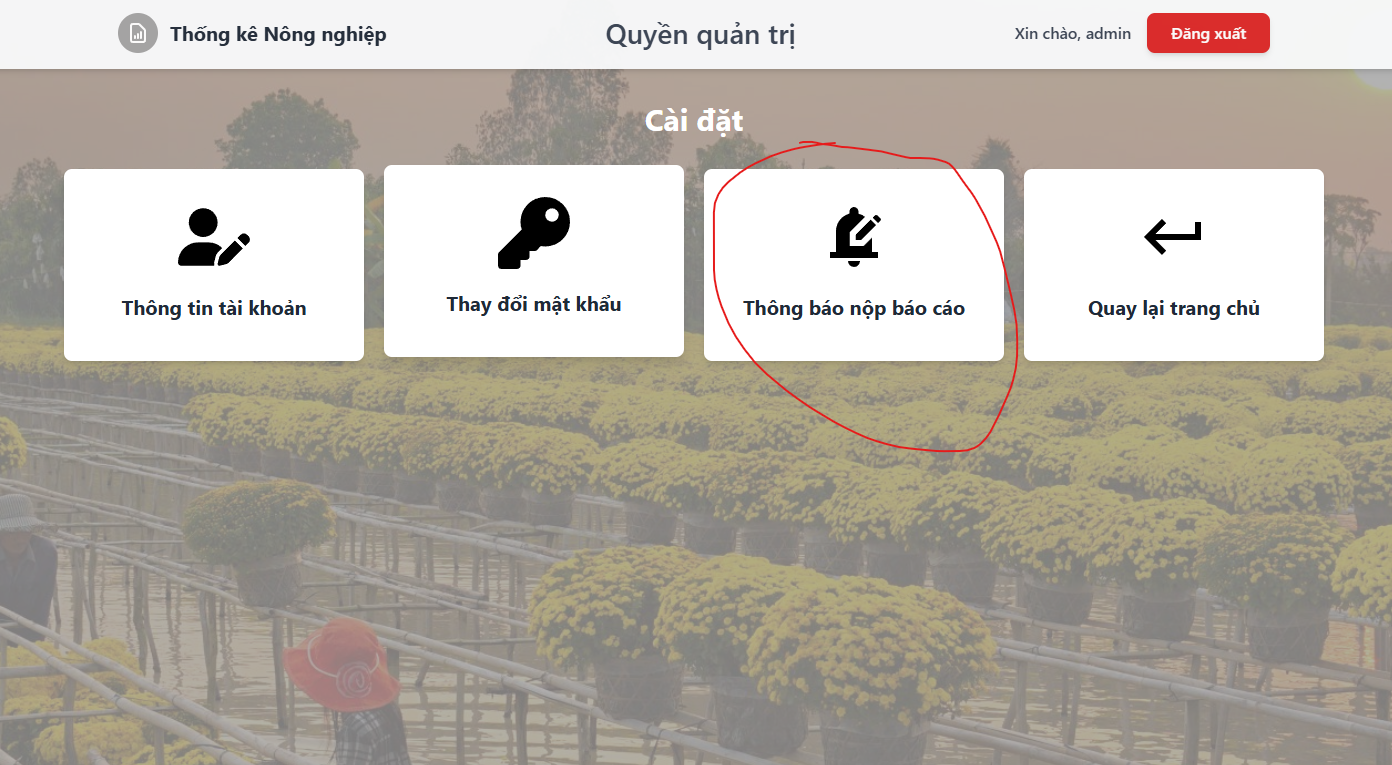 Thống kê Nông nghiệp
Quyền quản trị
Xin chào, admin
Đăng xuất
Cài đặt
Thông tin tài khoản
Thay đổi mật khẩu
Thông báo nộp báo cáo
Quay lại trang chủ